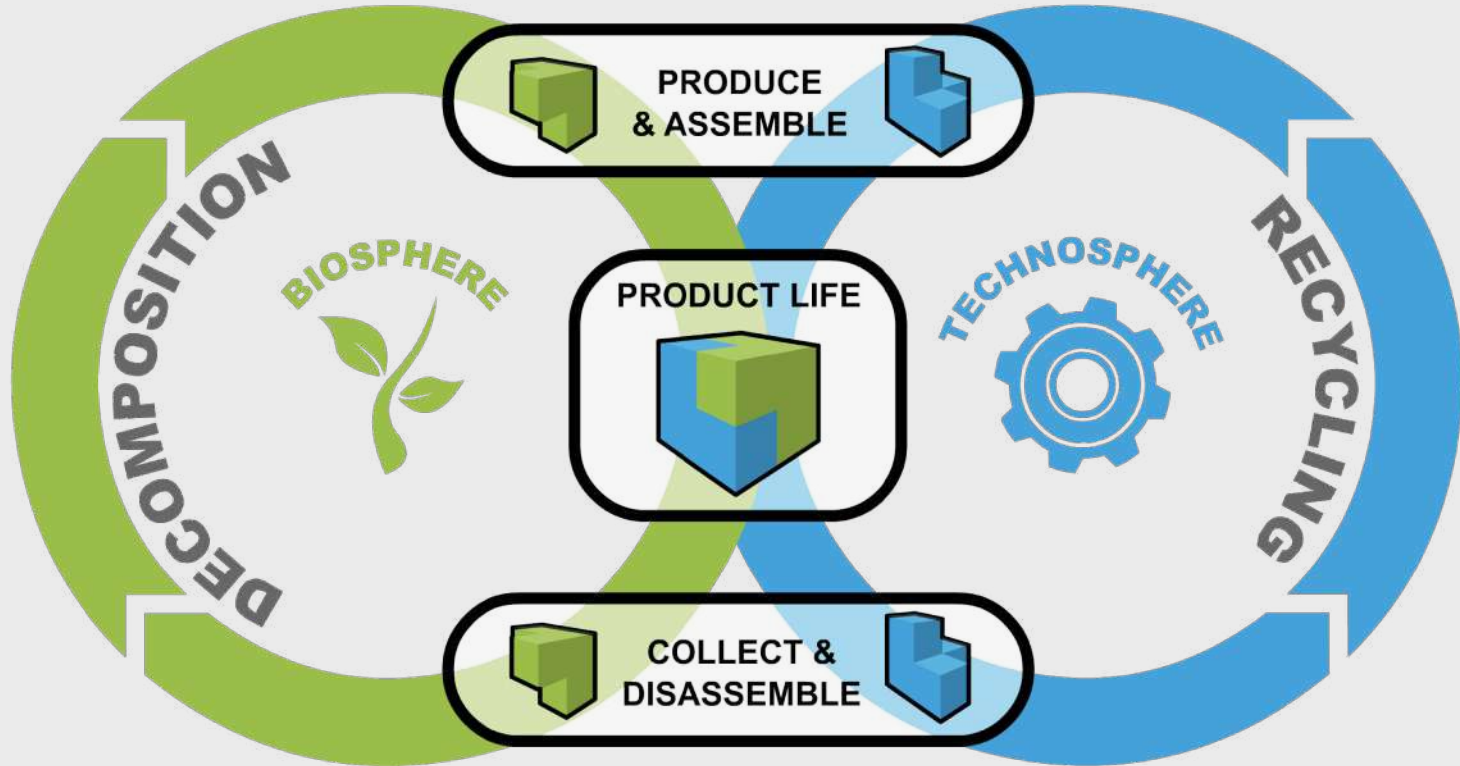 PRODUCE
& ASSEMBLE
DECOMPOSITION
BIOSPHERE
PRODUCT LIFE
TECHNOSPHERE
RECYCLING
COLLECT &
DISASSEMBLE